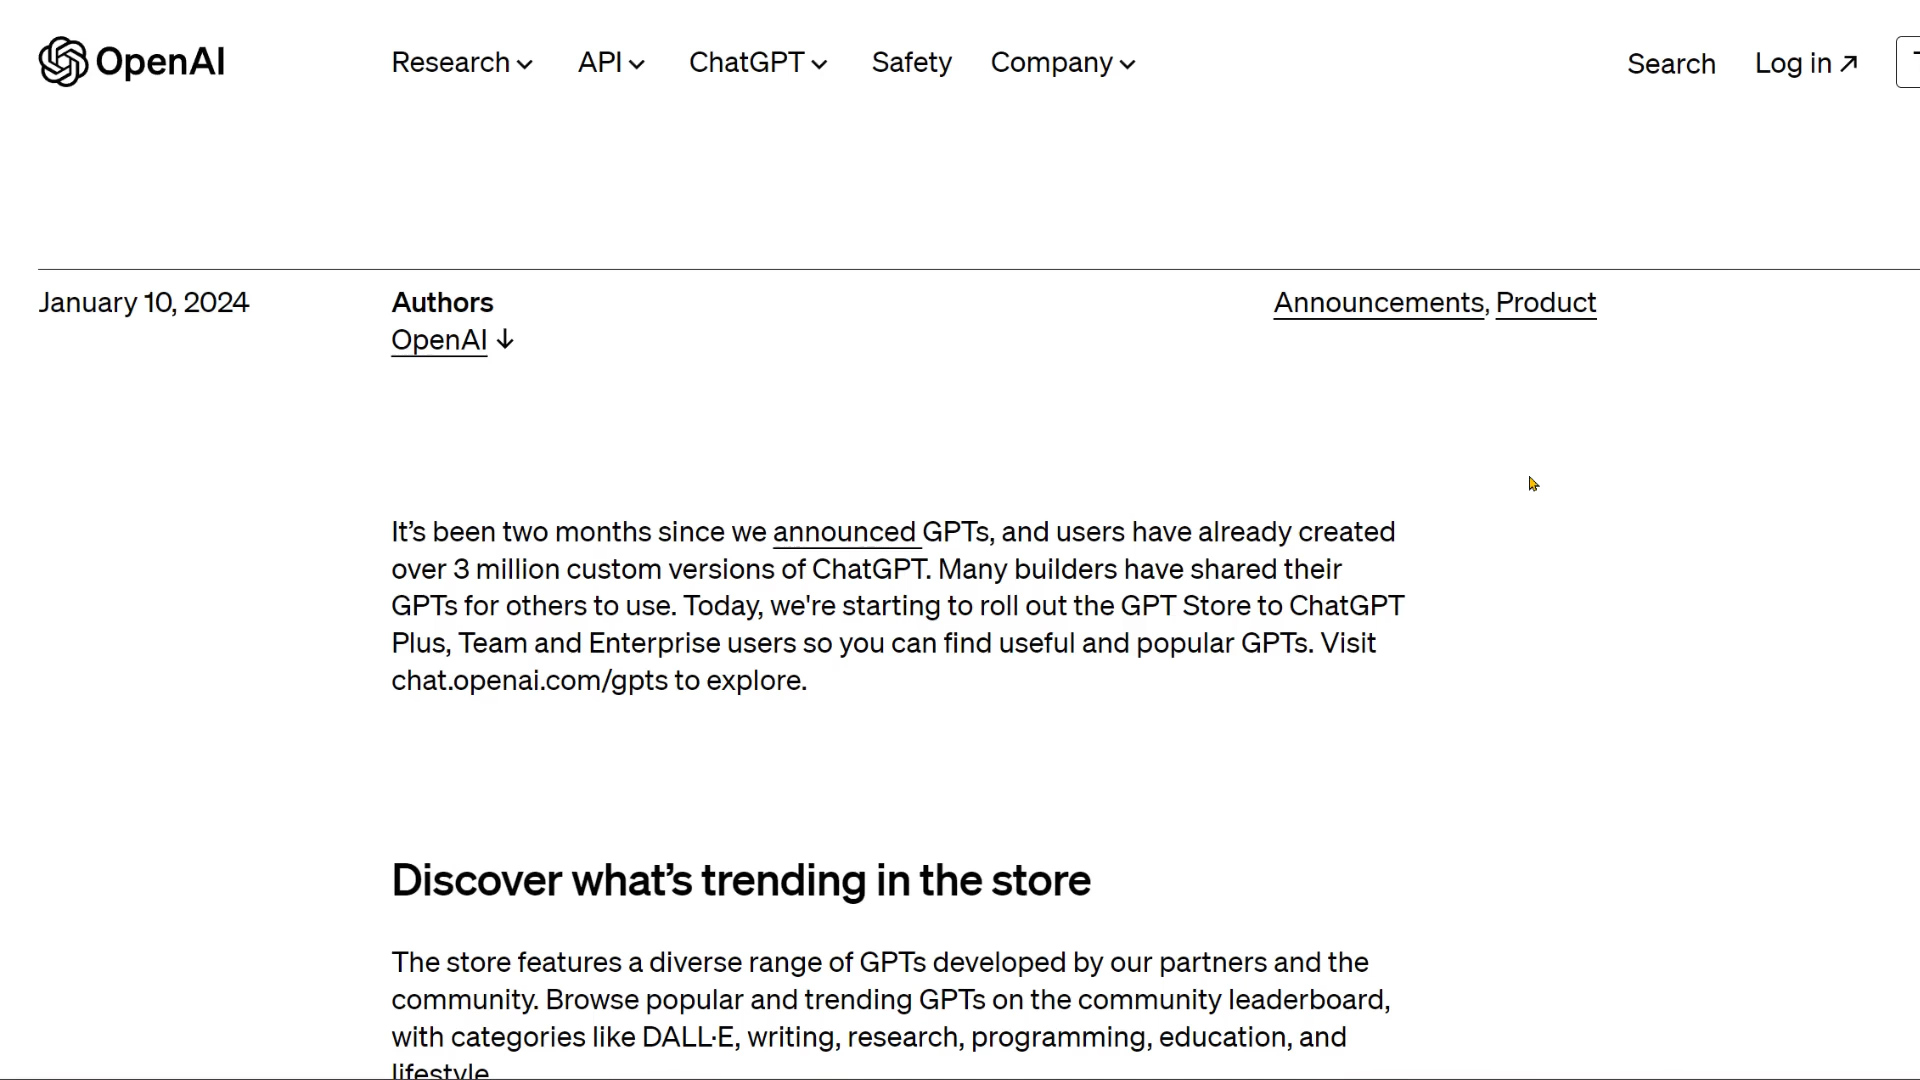 OpenAI
Research API ChatGPT Safety Company Search Log in ↗
January 10, 2024
Authors
OpenAI ↓
Announcements, Product
It’s been two months since we announced GPTs, and users have already created
over 3 million custom versions of ChatGPT. Many builders have shared their
GPTs for others to use. Today, we're starting to roll out the GPT Store to ChatGPT
Plus, Team and Enterprise users so you can find useful and popular GPTs. Visit
chat.openai.com/gpts to explore.
Discover what’s trending in the store
The store features a diverse range of GPTs developed by our partners and the
community. Browse popular and trending GPTs on the community leaderboard,
with categories like DALL·E, writing, research, programming, education, and
lifestyle.